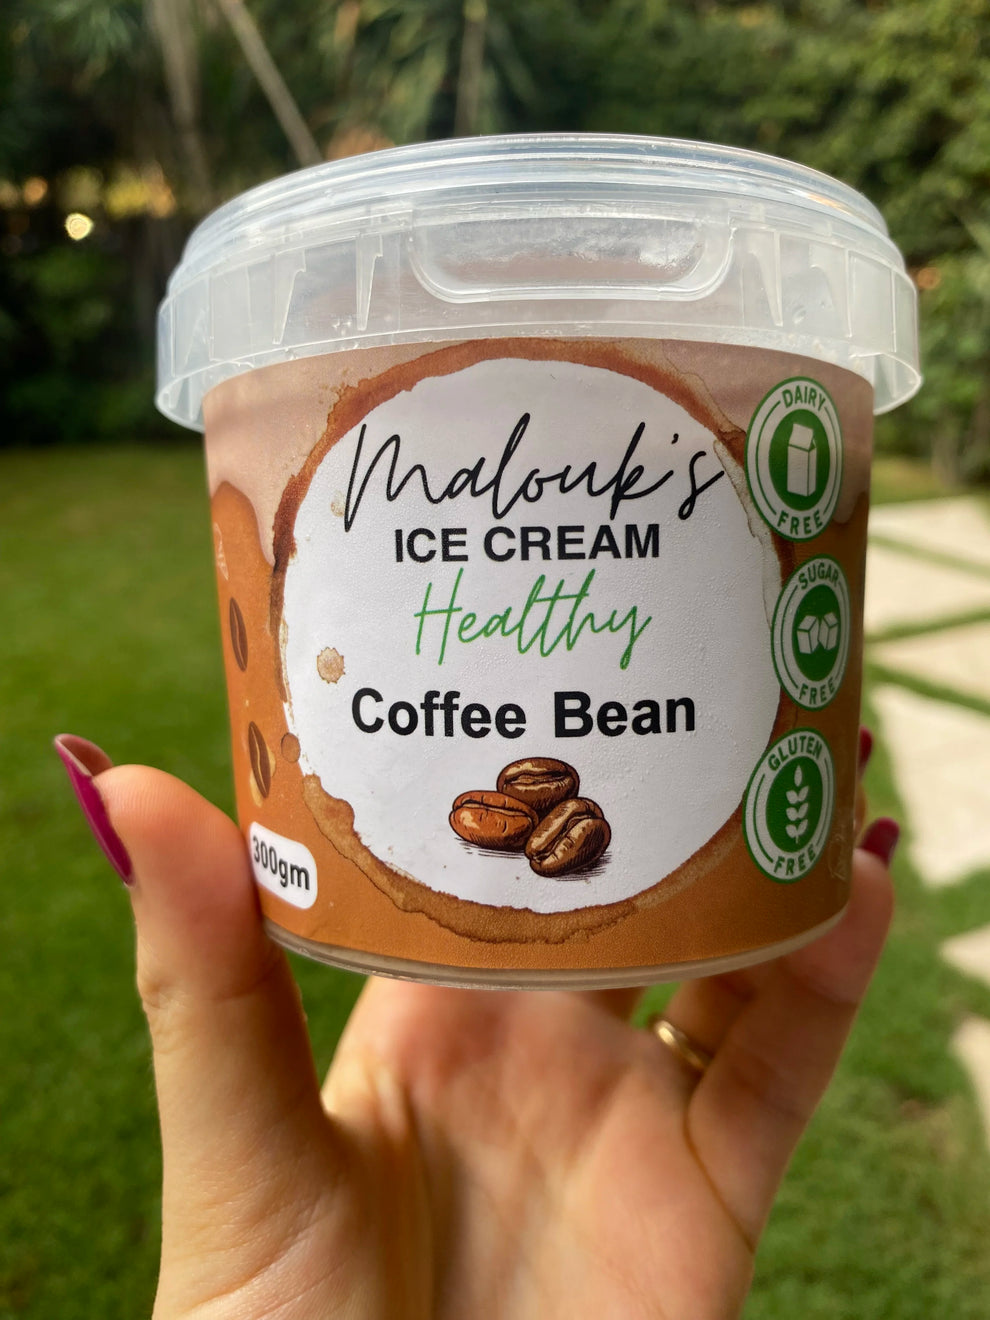 Malouk's
ICE CREAM
Healthy
Coffee Bean
300gm
DAIRY
FREE
SUGAR
FREE
GLUTEN
FREE